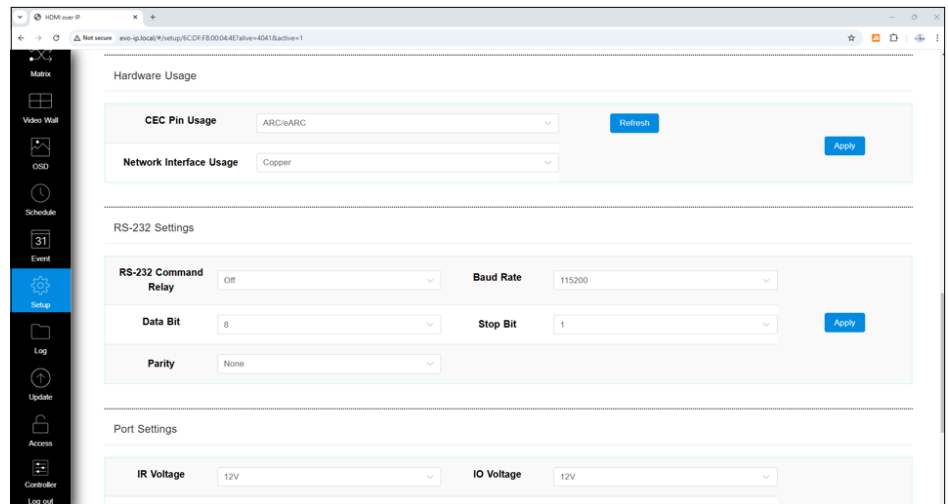 HDMI over IP
Not secure evo-ip.local/#/setup/6C:DF:FB:00:04:4E?alive=4041&active=1
Matrix
Video Wall
OSD
Schedule
31
Event
Setup
Log
Update
Access
Controller
Log out
Hardware Usage
CEC Pin Usage ARC/eARC Refresh
Network Interface Usage Copper
Apply
RS-232 Settings
RS-232 Command
Relay
Off
Baud Rate 115200
Data Bit 8 Stop Bit 1
Apply
Parity None
Port Settings
IR Voltage 12V IO Voltage 12V